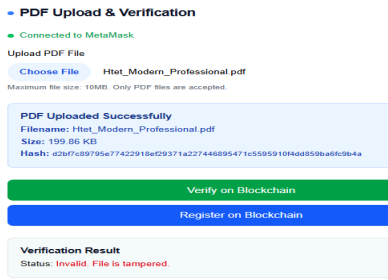 PDF Upload & Verification
Connected to MetaMask
Upload PDF File
Choose File Htet_Modern_Professional.pdf
Maximum file size: 10MB. Only PDF files are accepted.
PDF Uploaded Successfully
Filename: Htet_Modern_Professional.pdf
Size: 199.86 KB
Hash: d2bf7c89795e77422918ef29371a227446895471c5595910f4dd859ba6fc9b4a
Verify on Blockchain
Register on Blockchain
Verification Result
Status: Invalid. File is tampered.